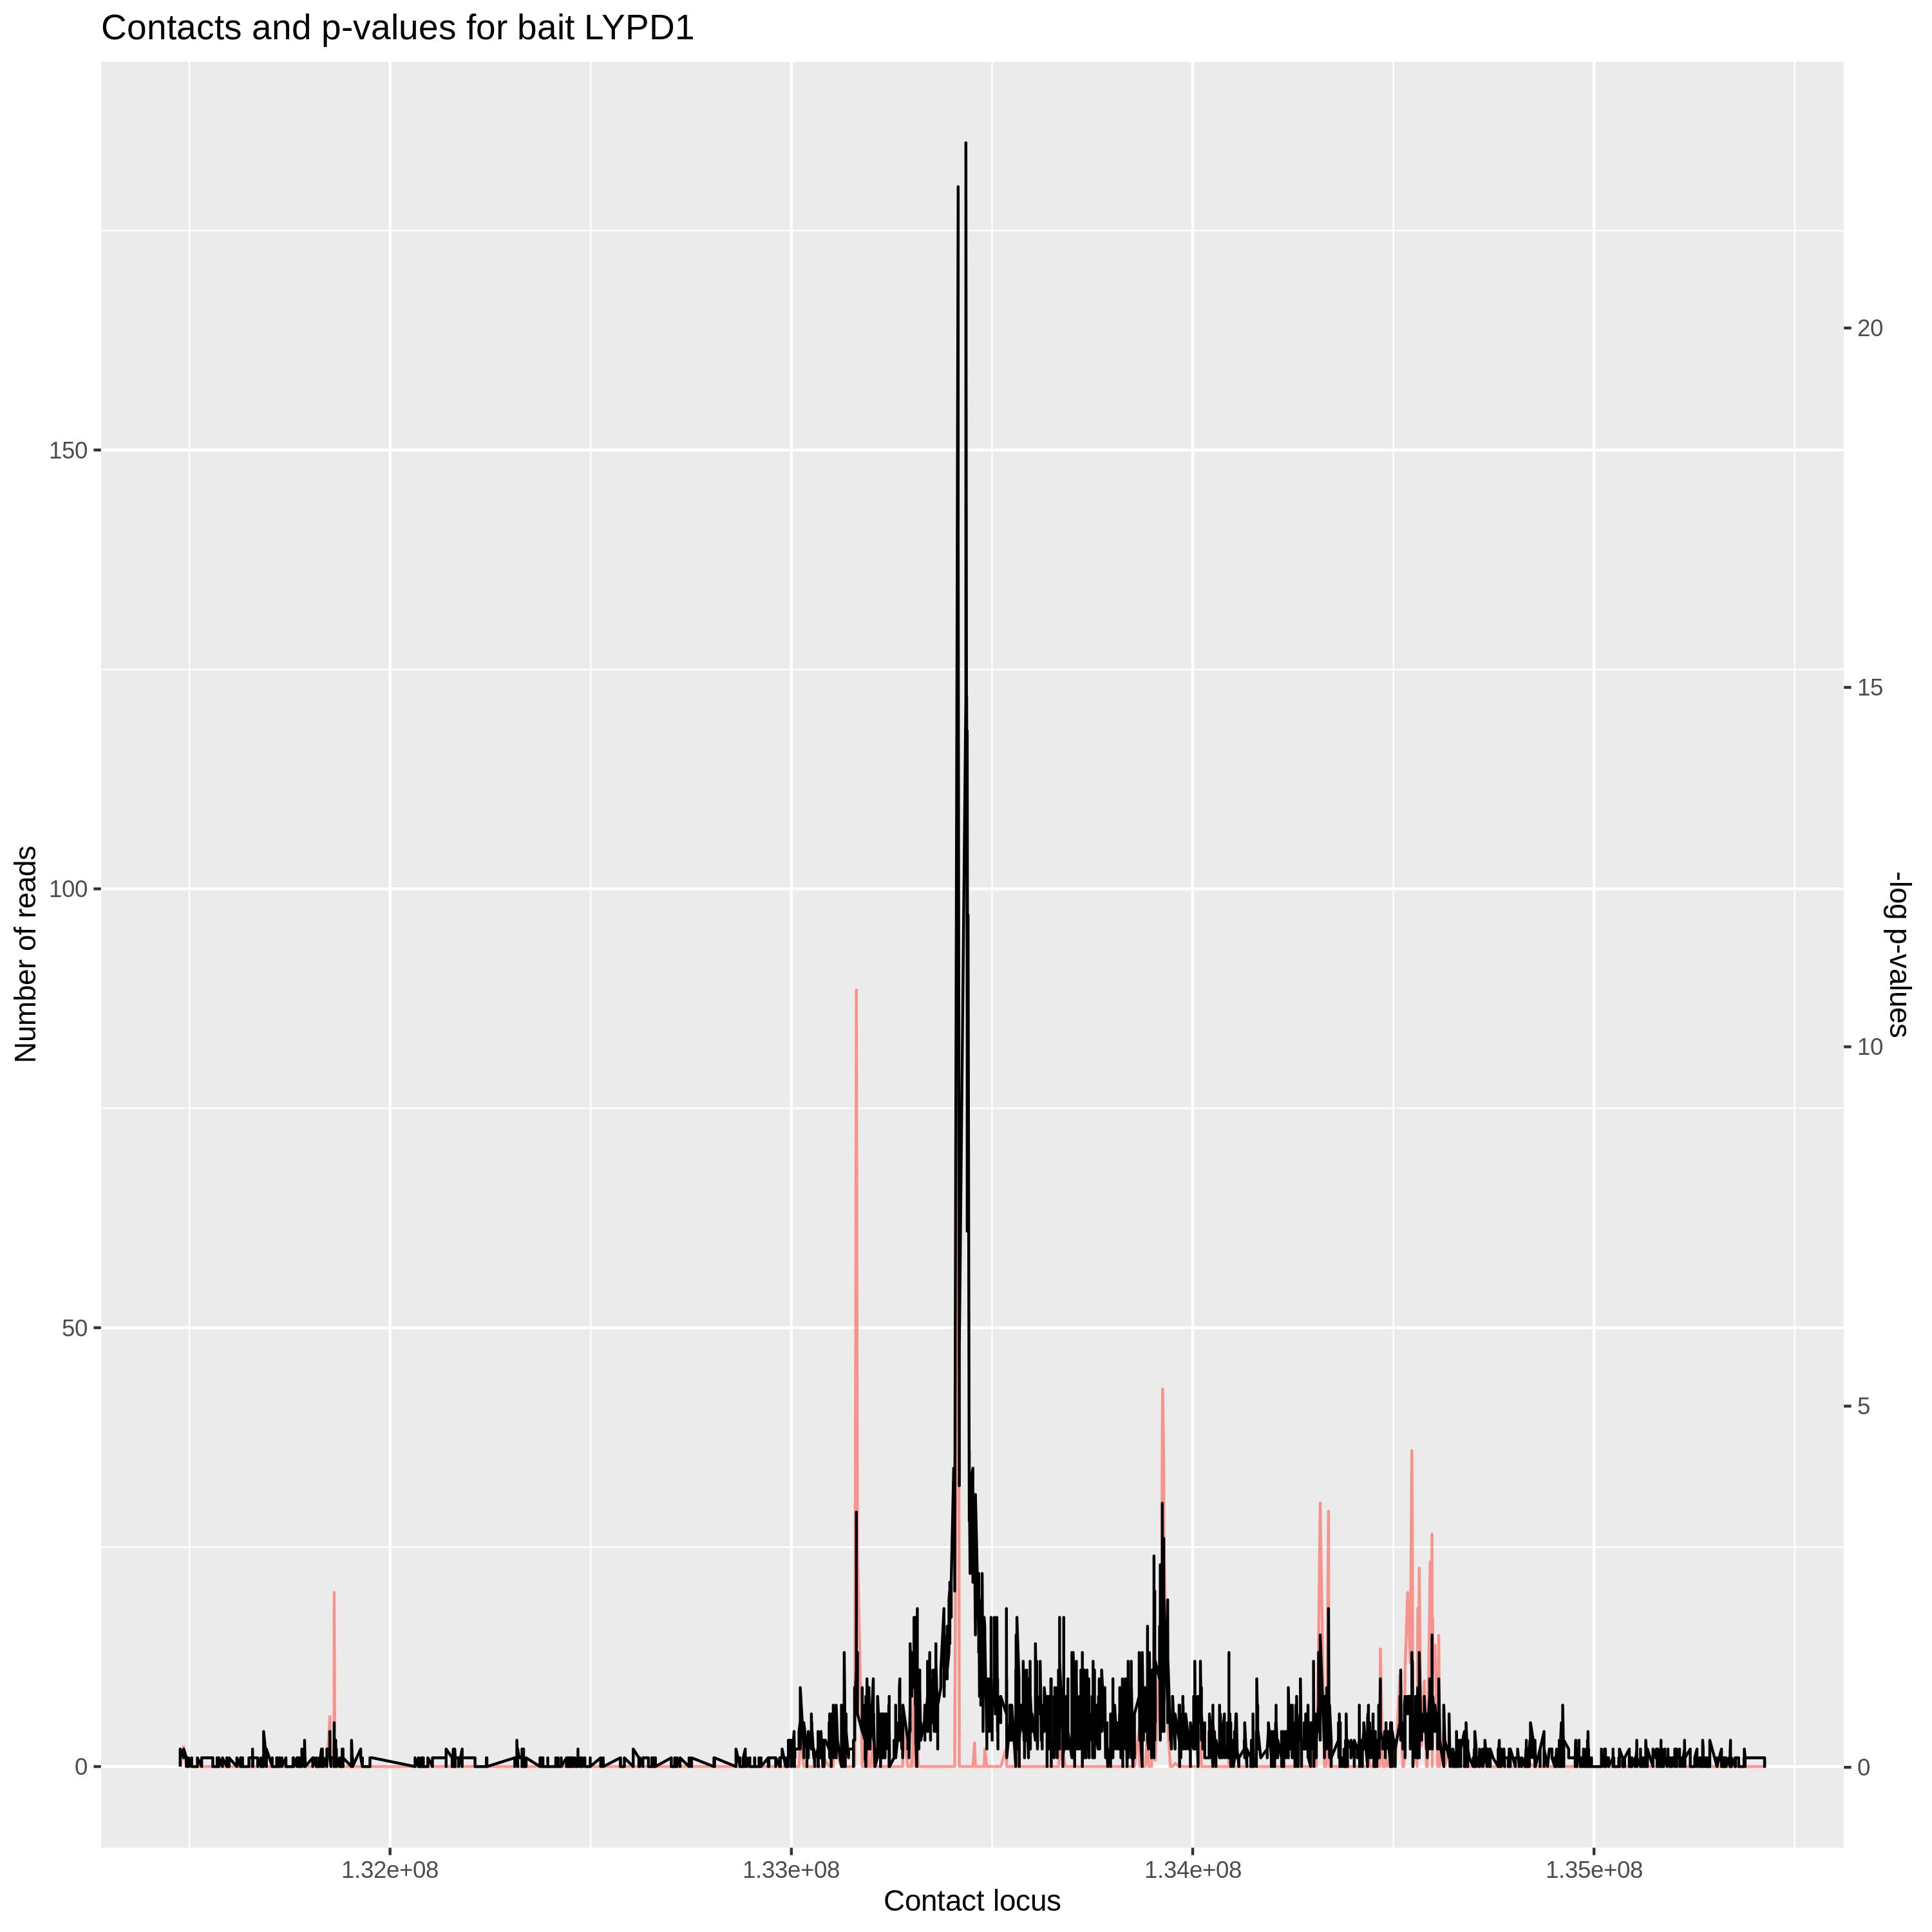 Contacts and p-values for bait LYPD1
Number of reads
150
100
50
0
20
15
10
5
0
-log p-values
1.32e+08
1.33e+08
1.34e+08
1.35e+08
Contact locus